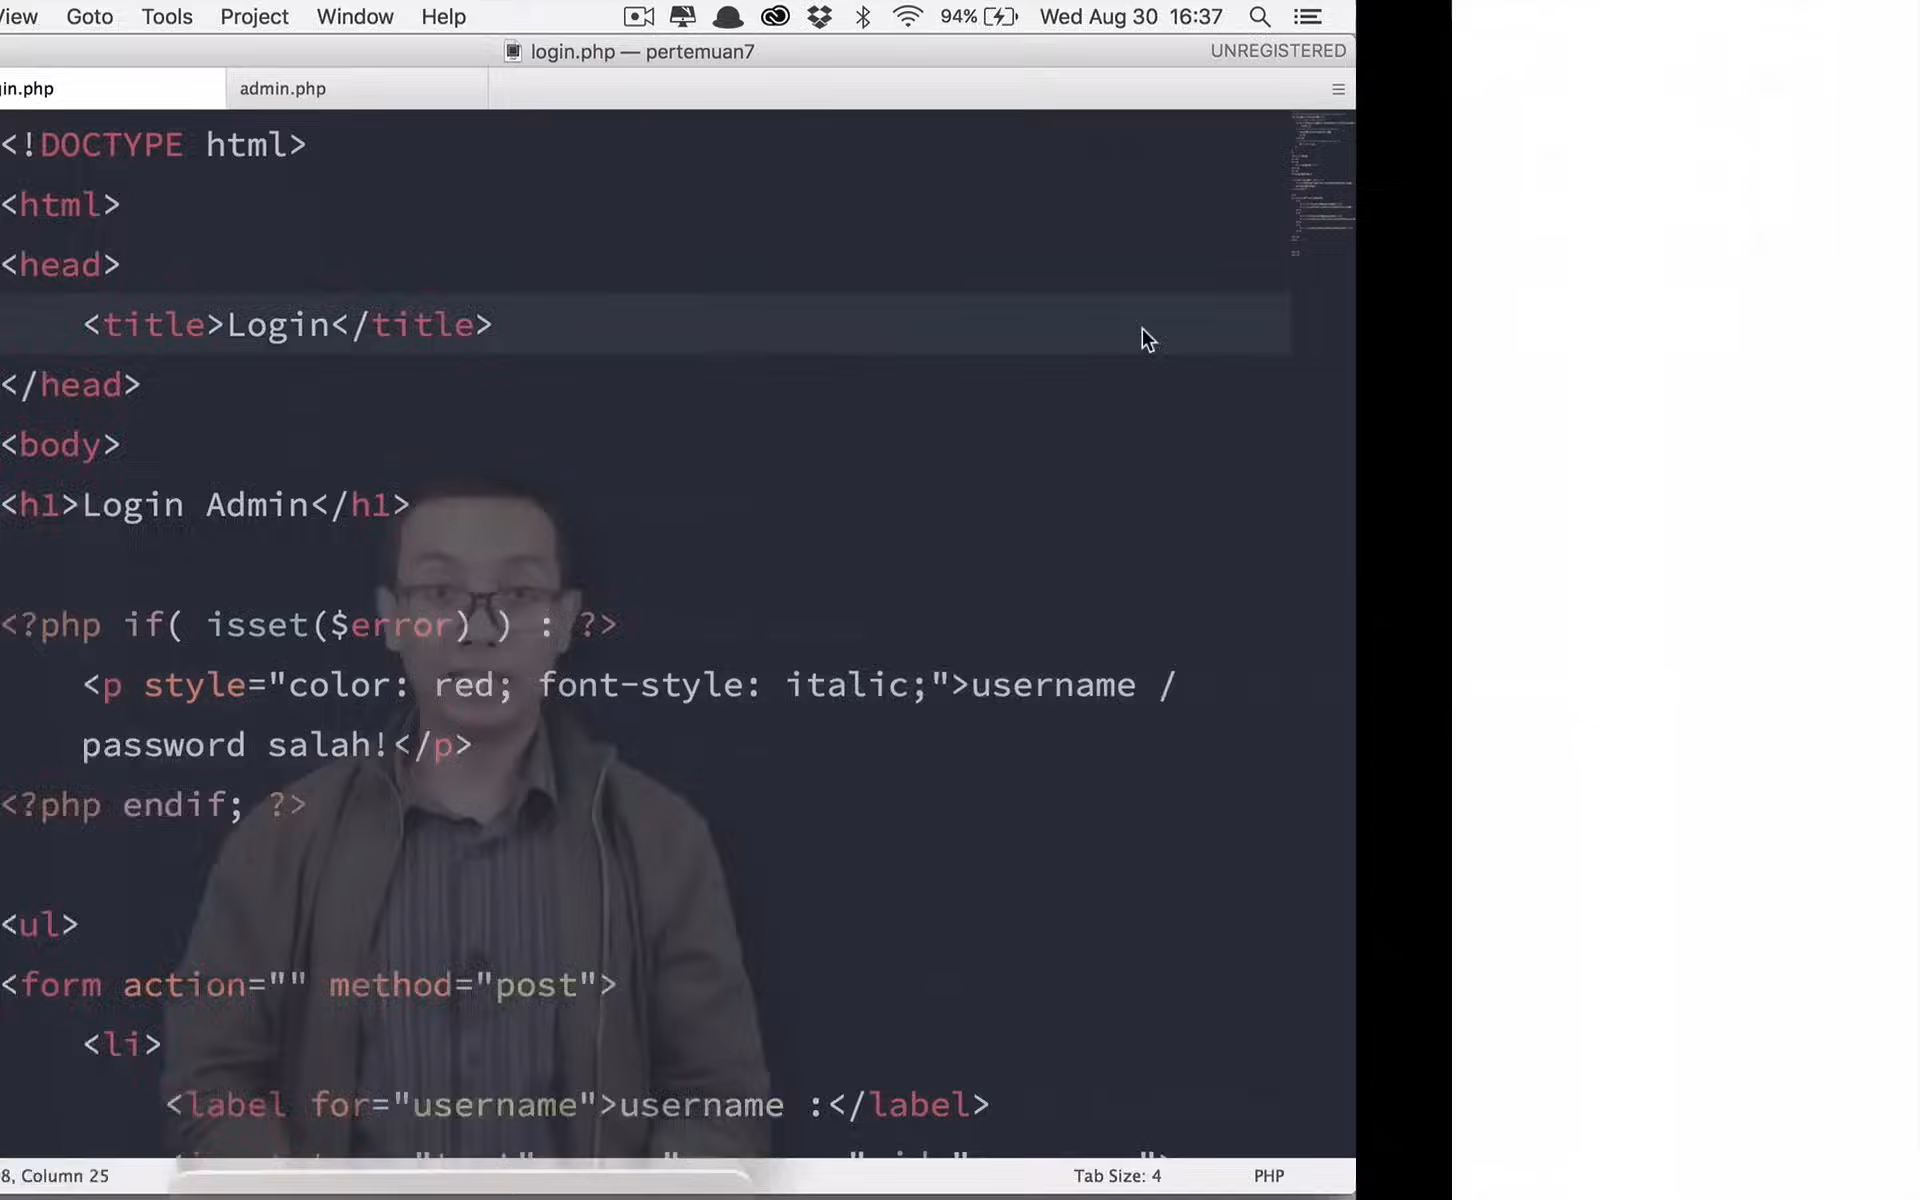 Goto Tools Project Window Help 94% Wed Aug 30 16:37
login.php — pertemuan7 UNREGISTERED
admin.php
<!DOCTYPE html>
<html>
<head>
<title>Login</title>
</head>
<body>
<h1>Login Admin</h1>
<?php if( isset($error) ) : ?>
<p style="color: red; font-style: italic;">username /
password salah!</p>
<?php endif; ?>
<ul>
<form action="" method="post">
<li>
<label for="username">username :</label>
8, Column 25 Tab Size: 4 PHP